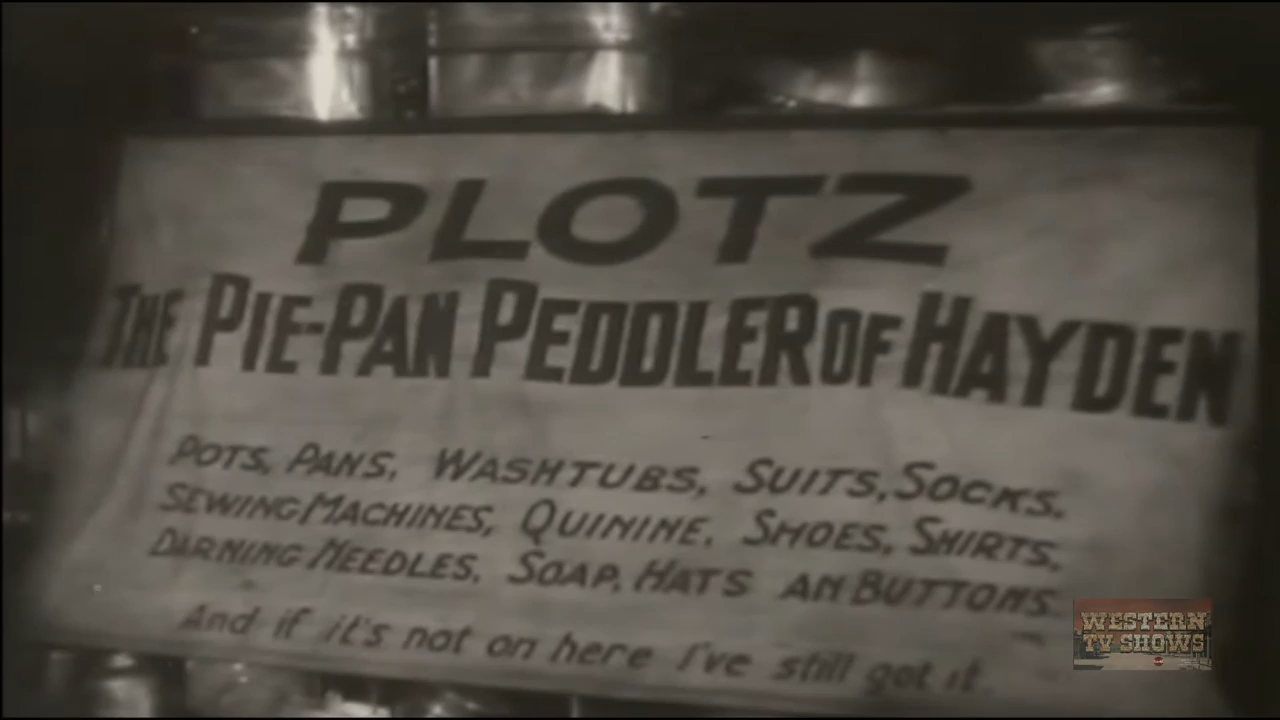 PLOTZ
THE PIE-PAN PEDDLER OF HAYDEN
POTS, PANS, WASHTUBS, SUITS, SOCKS,
SEWING MACHINES, QUININE, SHOES, SHIRTS,
DARNING NEEDLES, SOAP, HATS AN BUTTONS
And if it's not on here I've still got it.
WESTERN
TV SHOWS